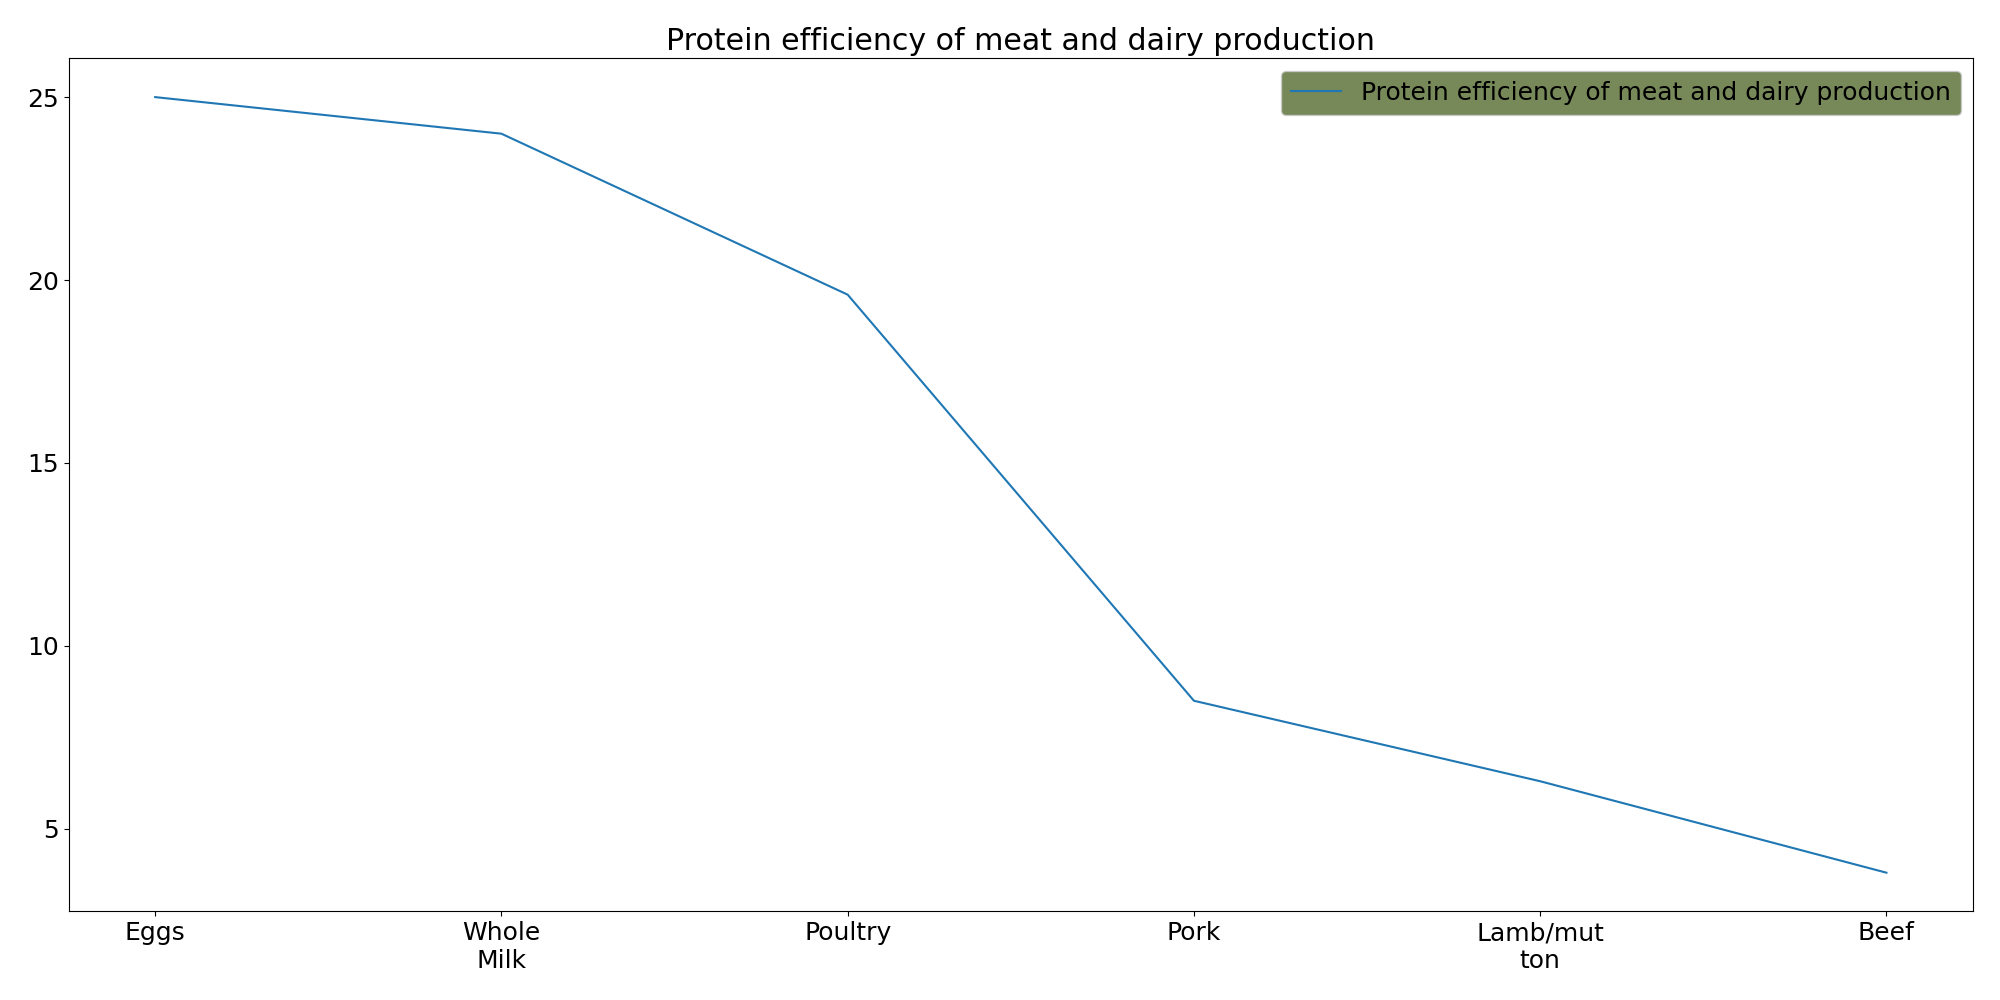 Protein efficiency of meat and dairy production
Protein efficiency of meat and dairy production
25
20
15
10
5
Eggs
Whole
Milk
Poultry
Pork
Lamb/mut
ton
Beef